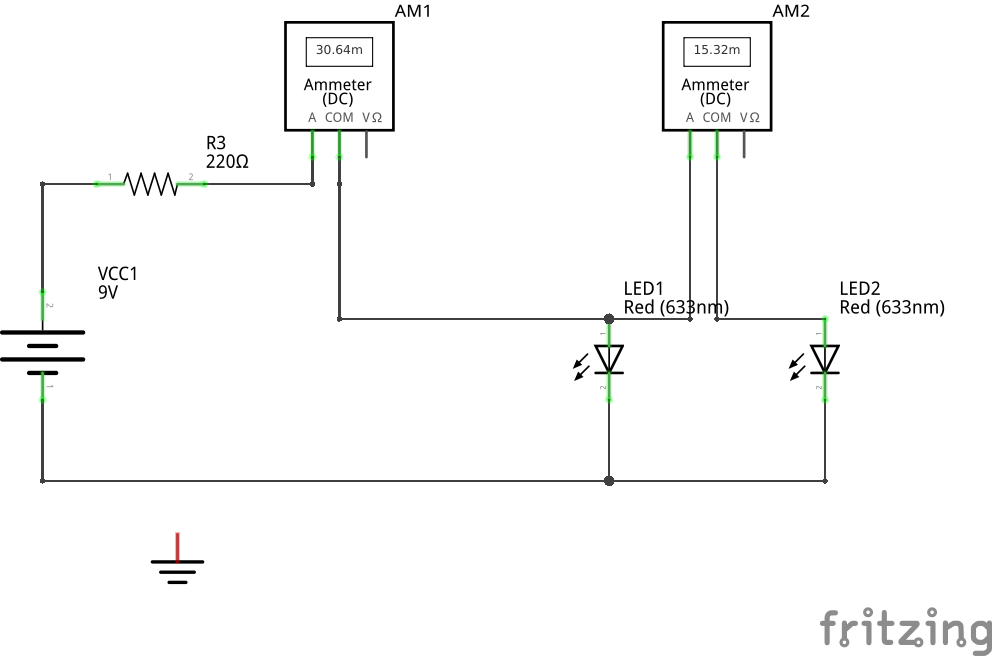 AM1
30.64m
Ammeter
(DC)
A COM VΩ
AM2
15.32m
Ammeter
(DC)
A COM VΩ
R3
220Ω
1
2
VCC1
9V
2
1
LED1
Red (633nm)
1
2
LED2
Red (633nm)
1
2
fritzing